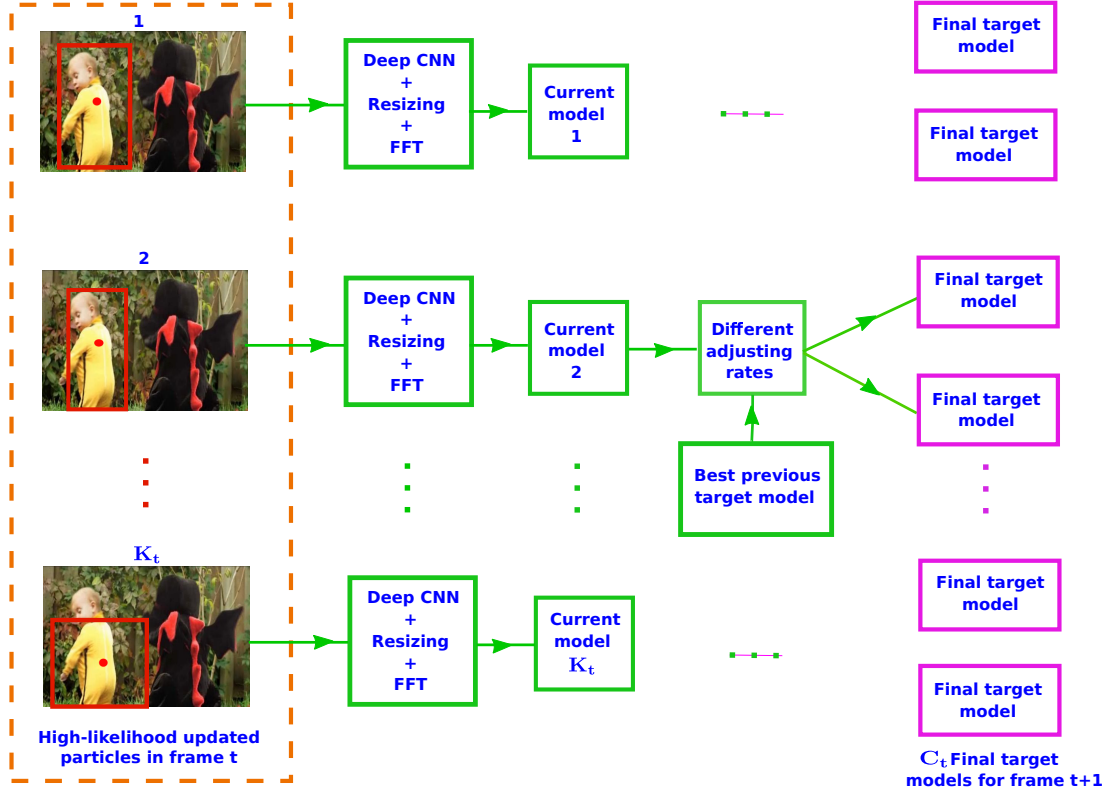 1
Deep CNN
+
Resizing
+
FFT
Current
model
1
Final target
model
Final target
model
2
Deep CNN
+
Resizing
+
FFT
Current
model
2
Different
adjusting
rates
Best previous
target model
Final target
model
Final target
model
K_t
Deep CNN
+
Resizing
+
FFT
Current
model
K_t
Final target
model
Final target
model
High-likelihood updated
particles in frame t
C_t Final target
models for frame t+1